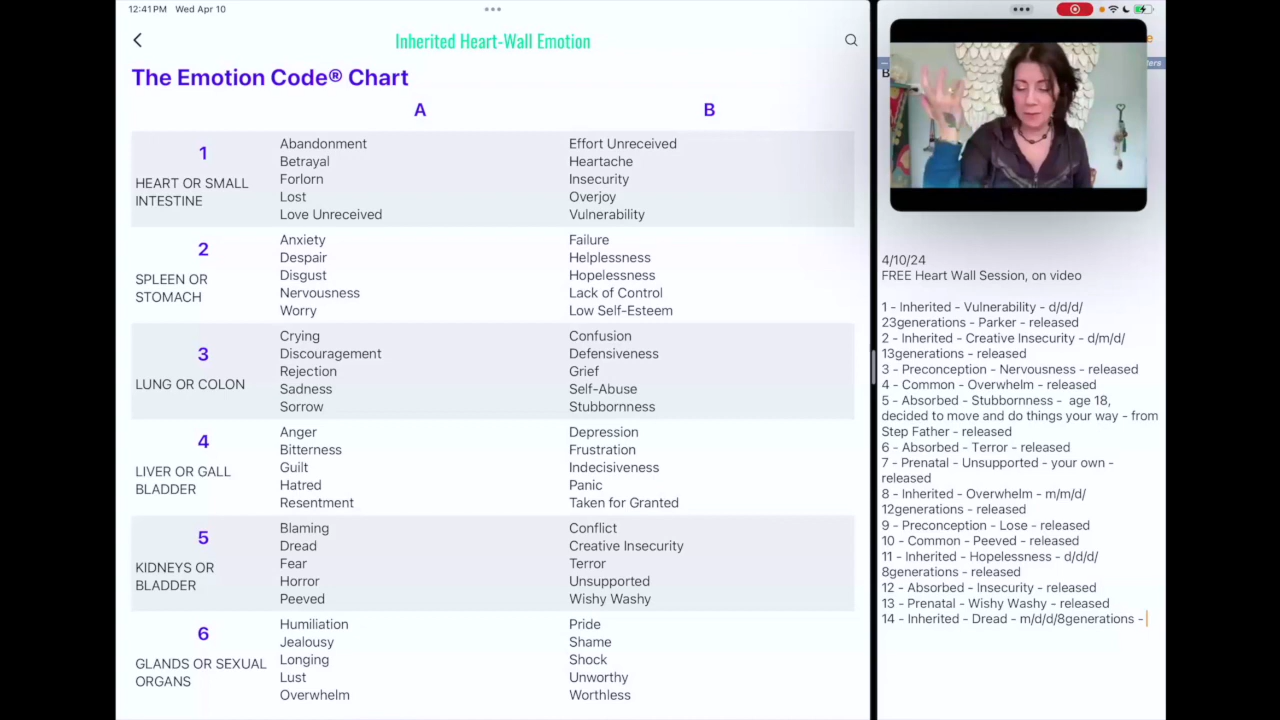 12:41 PM Wed Apr 10
Inherited Heart-Wall Emotion
The Emotion Code® Chart
A B
1
HEART OR SMALL
INTESTINE
Abandonment
Betrayal
Forlorn
Lost
Love Unreceived
Effort Unreceived
Heartache
Insecurity
Overjoy
Vulnerability
2
SPLEEN OR
STOMACH
Anxiety
Despair
Disgust
Nervousness
Worry
Failure
Helplessness
Hopelessness
Lack of Control
Low Self-Esteem
3
LUNG OR COLON
Crying
Discouragement
Rejection
Sadness
Sorrow
Confusion
Defensiveness
Grief
Self-Abuse
Stubbornness
4
LIVER OR GALL
BLADDER
Anger
Bitterness
Guilt
Hatred
Resentment
Depression
Frustration
Indecisiveness
Panic
Taken for Granted
5
KIDNEYS OR
BLADDER
Blaming
Dread
Fear
Horror
Peeved
Conflict
Creative Insecurity
Terror
Unsupported
Wishy Washy
6
GLANDS OR SEXUAL
ORGANS
Humiliation
Jealousy
Longing
Lust
Overwhelm
Pride
Shame
Shock
Unworthy
Worthless
4/10/24
FREE Heart Wall Session, on video
1 - Inherited - Vulnerability - d/d/d/
23generations - Parker - released
2 - Inherited - Creative Insecurity - d/m/d/
13generations - released
3 - Preconception - Nervousness - released
4 - Common - Overwhelm - released
5 - Absorbed - Stubbornness - age 18,
decided to move and do things your way - from
Step Father - released
6 - Absorbed - Terror - released
7 - Prenatal - Unsupported - your own -
released
8 - Inherited - Overwhelm - m/m/d/
12generations - released
9 - Preconception - Lose - released
10 - Common - Peeved - released
11 - Inherited - Hopelessness - d/d/d/
8generations - released
12 - Absorbed - Insecurity - released
13 - Prenatal - Wishy Washy - released
14 - Inherited - Dread - m/d/d/8generations -